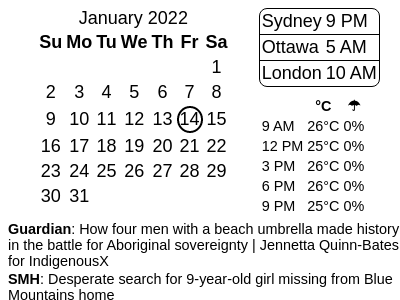 January 2022
Su Mo Tu We Th Fr Sa
1
2 3 4 5 6 7 8
9 10 11 12 13 14 15
16 17 18 19 20 21 22
23 24 25 26 27 28 29
30 31
Sydney 9 PM
Ottawa 5 AM
London 10 AM
°C ☂
9 AM 26°C 0%
12 PM 25°C 0%
3 PM 26°C 0%
6 PM 26°C 0%
9 PM 25°C 0%
Guardian: How four men with a beach umbrella made history
in the battle for Aboriginal sovereignty | Jennetta Quinn-Bates
for IndigenousX
SMH: Desperate search for 9-year-old girl missing from Blue
Mountains home